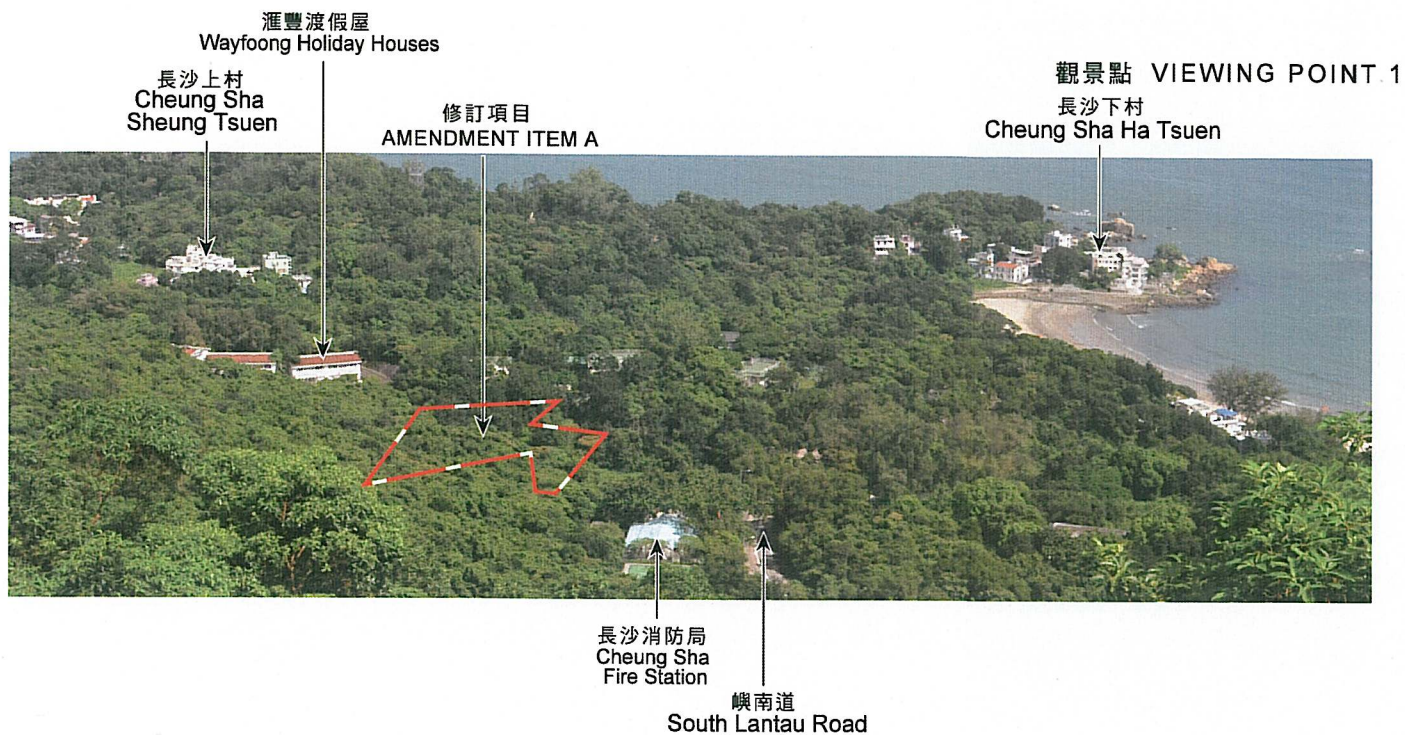 滙豐渡假屋
Wayfoong Holiday Houses
長沙上村
Cheung Sha
Sheung Tsuen
修訂項目
AMENDMENT ITEM A
觀景點 VIEWING POINT 1
長沙下村
Cheung Sha Ha Tsuen
長沙消防局
Cheung Sha
Fire Station
嶼南道
South Lantau Road